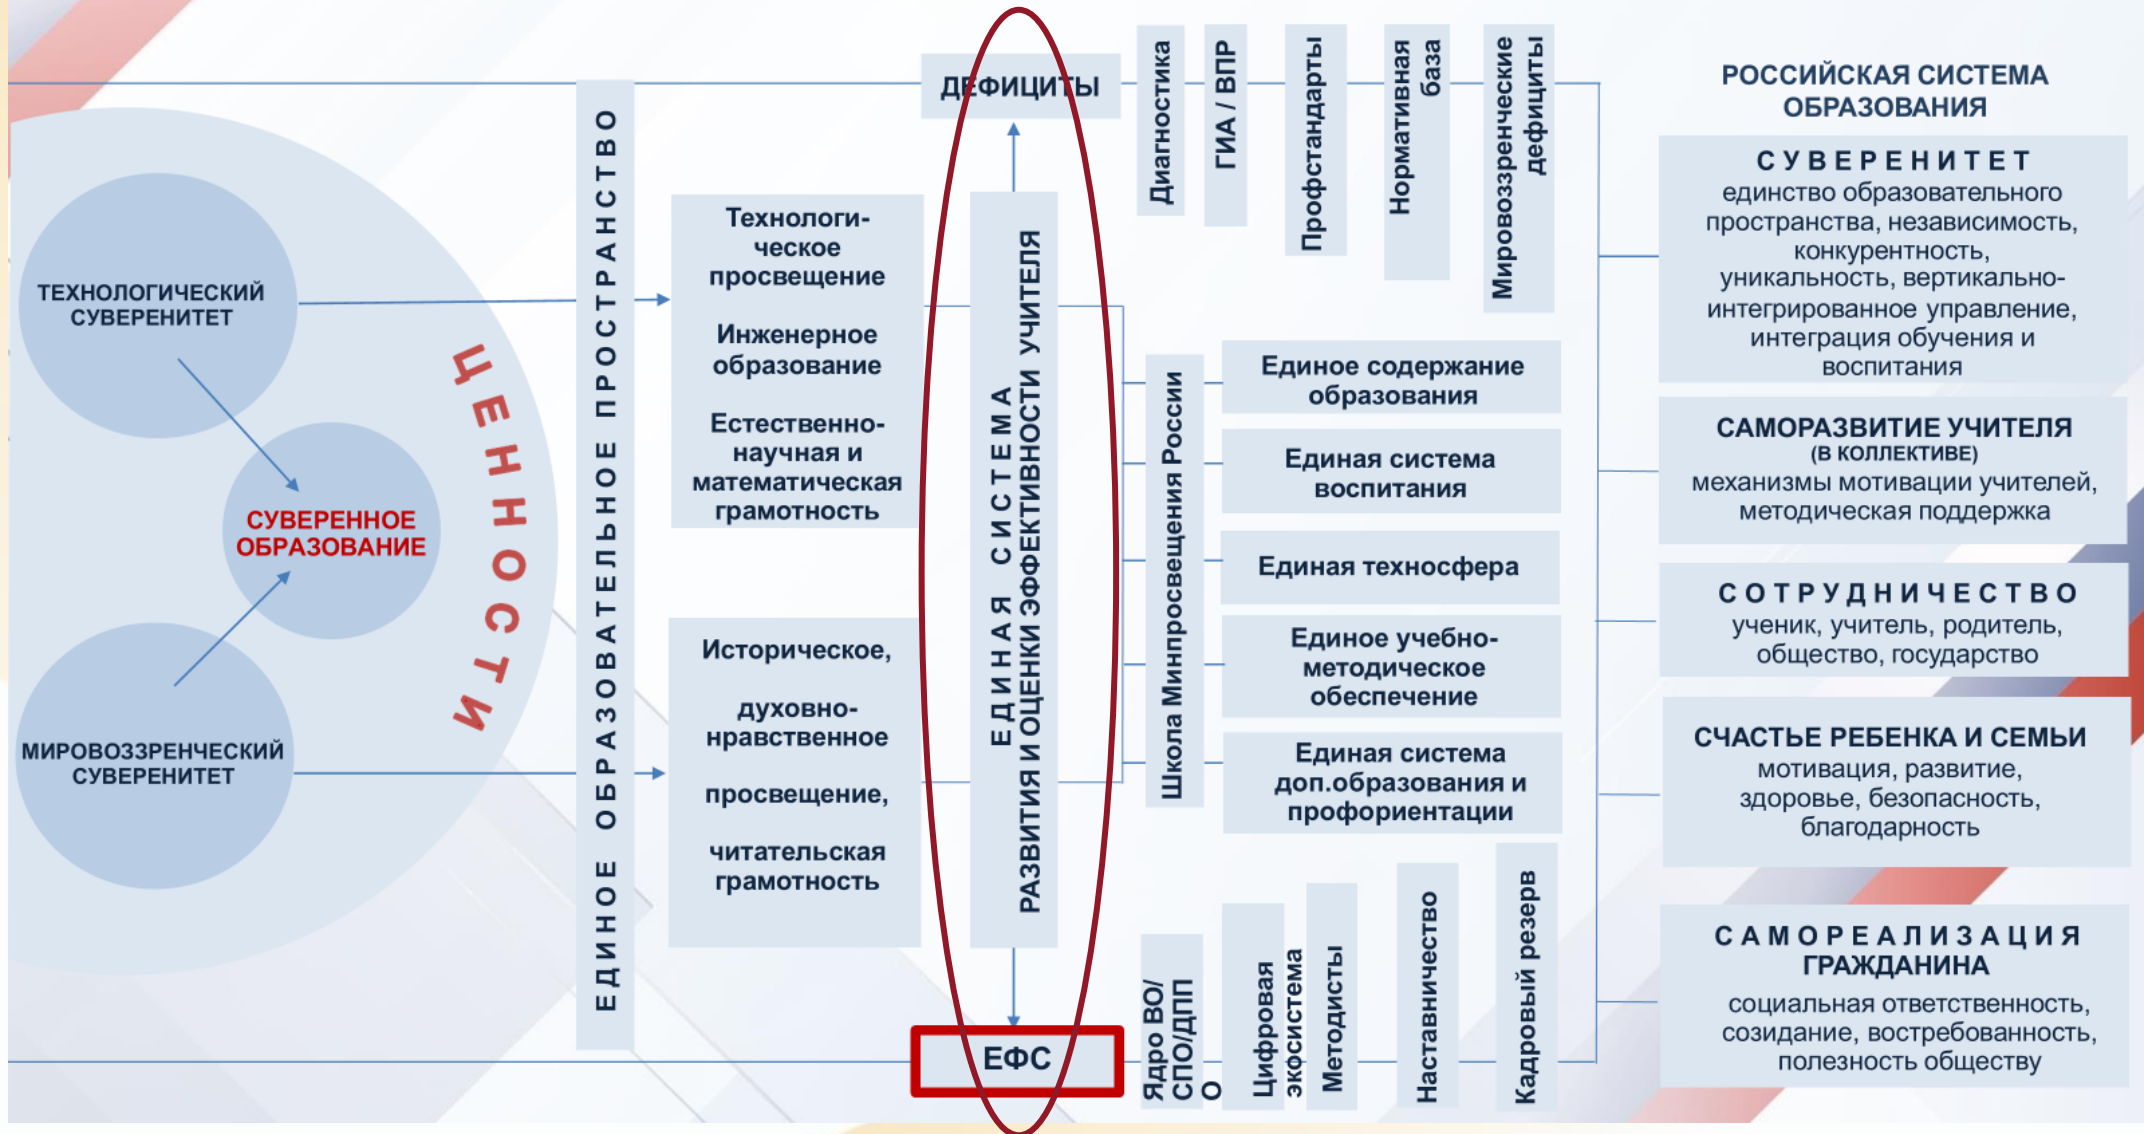 ТЕХНОЛОГИЧЕСКИЙ
СУВЕРЕНИТЕТ
СУВЕРЕННОЕ
ОБРАЗОВАНИЕ
МИРОВОЗЗРЕНЧЕСКИЙ
СУВЕРЕНИТЕТ
ЦЕННОСТИ
ЕДИНОЕ ОБРАЗОВАТЕЛЬНОЕ ПРОСТРАНСТВО
Технологи-
ческое
просвещение
Инженерное
образование
Естественно-
научная и
математическая
грамотность
Историческое,
духовно-
нравственное
просвещение,
читательская
грамотность
ДЕФИЦИТЫ
ЕДИНАЯ СИСТЕМА
РАЗВИТИЯ И ОЦЕНКИ ЭФФЕКТИВНОСТИ УЧИТЕЛЯ
ЕФС
Диагностика
ГИА / ВПР
Профстандарты
Нормативная
база
Мировоззренческие
дефициты
Школа Минпросвещения России
Единое содержание
образования
Единая система
воспитания
Единая техносфера
Единое учебно-
методическое
обеспечение
Единая система
доп.образования и
профориентации
Ядро ВО/
СПО/ДПП
О
Цифровая
экосистема
Методисты
Наставничество
Кадровый резерв
РОССИЙСКАЯ СИСТЕМА
ОБРАЗОВАНИЯ
СУВЕРЕНИТЕТ
единство образовательного
пространства, независимость,
конкурентность,
уникальность, вертикально-
интегрированное управление,
интеграция обучения и
воспитания
САМОРАЗВИТИЕ УЧИТЕЛЯ
(В КОЛЛЕКТИВЕ)
механизмы мотивации учителей,
методическая поддержка
СОТРУДНИЧЕСТВО
ученик, учитель, родитель,
общество, государство
СЧАСТЬЕ РЕБЕНКА И СЕМЬИ
мотивация, развитие,
здоровье, безопасность,
благодарность
САМОРЕАЛИЗАЦИЯ
ГРАЖДАНИНА
социальная ответственность,
созидание, востребованность,
полезность обществу